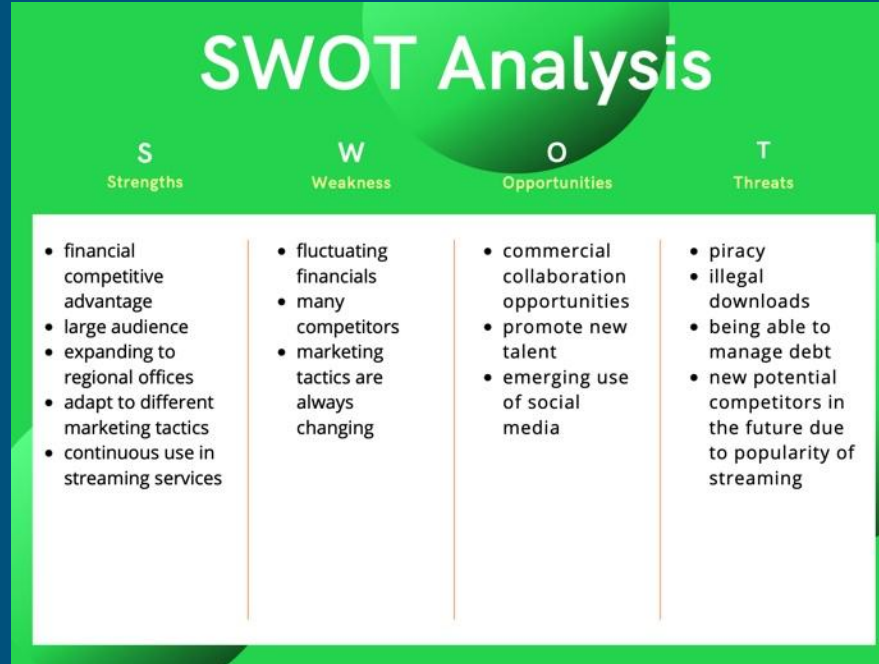 SWOT Analysis
S
Strengths
W
Weakness
O
Opportunities
T
Threats
• financial
competitive
advantage
• large audience
• expanding to
regional offices
• adapt to different
marketing tactics
• continuous use in
streaming services
• fluctuating
financials
• many
competitors
• marketing
tactics are
always
changing
• commercial
collaboration
opportunities
• promote new
talent
• emerging use
of social
media
• piracy
• illegal
downloads
• being able to
manage debt
• new potential
competitors in
the future due
to popularity of
streaming